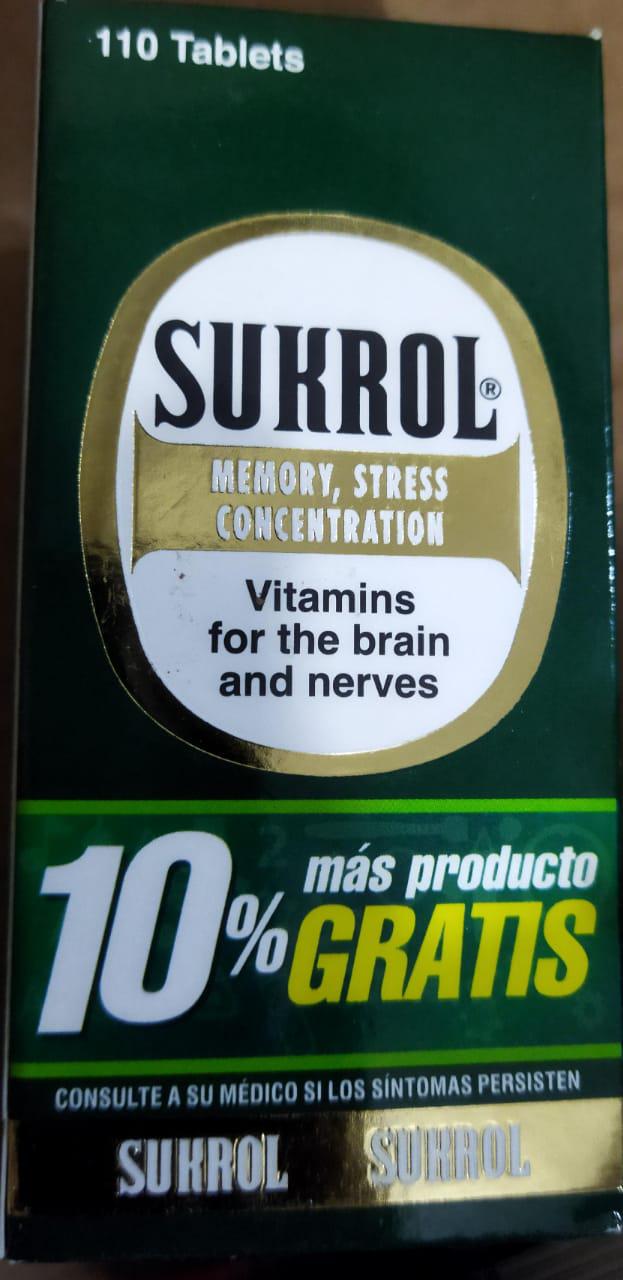 110 Tablets
SUKROL®
MEMORY, STRESS
CONCENTRATION
Vitamins
for the brain
and nerves
10% más producto
GRATIS
CONSULTE A SU MÉDICO SI LOS SÍNTOMAS PERSISTEN
SUKROL SUKROL